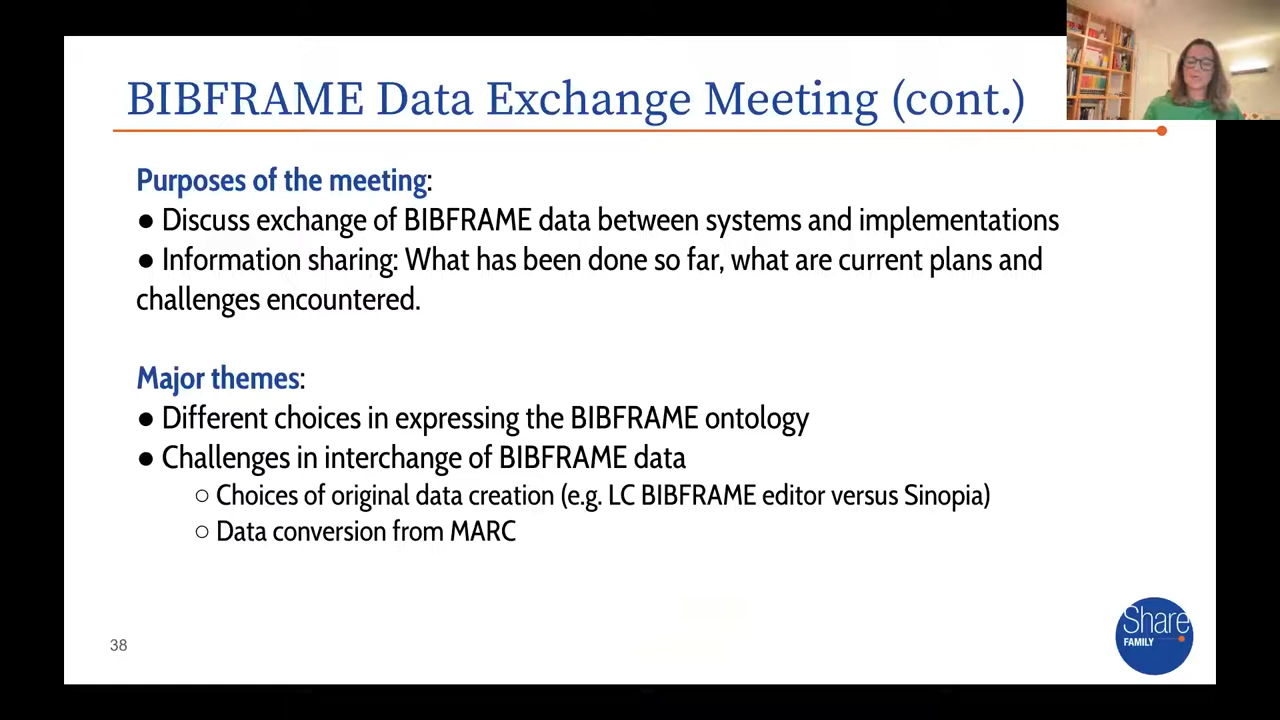 BIBFRAME Data Exchange Meeting (cont.)
Purposes of the meeting:
● Discuss exchange of BIBFRAME data between systems and implementations
● Information sharing: What has been done so far, what are current plans and
challenges encountered.
Major themes:
● Different choices in expressing the BIBFRAME ontology
● Challenges in interchange of BIBFRAME data
○ Choices of original data creation (e.g. LC BIBFRAME editor versus Sinopia)
○ Data conversion from MARC
38
Share
FAMILY